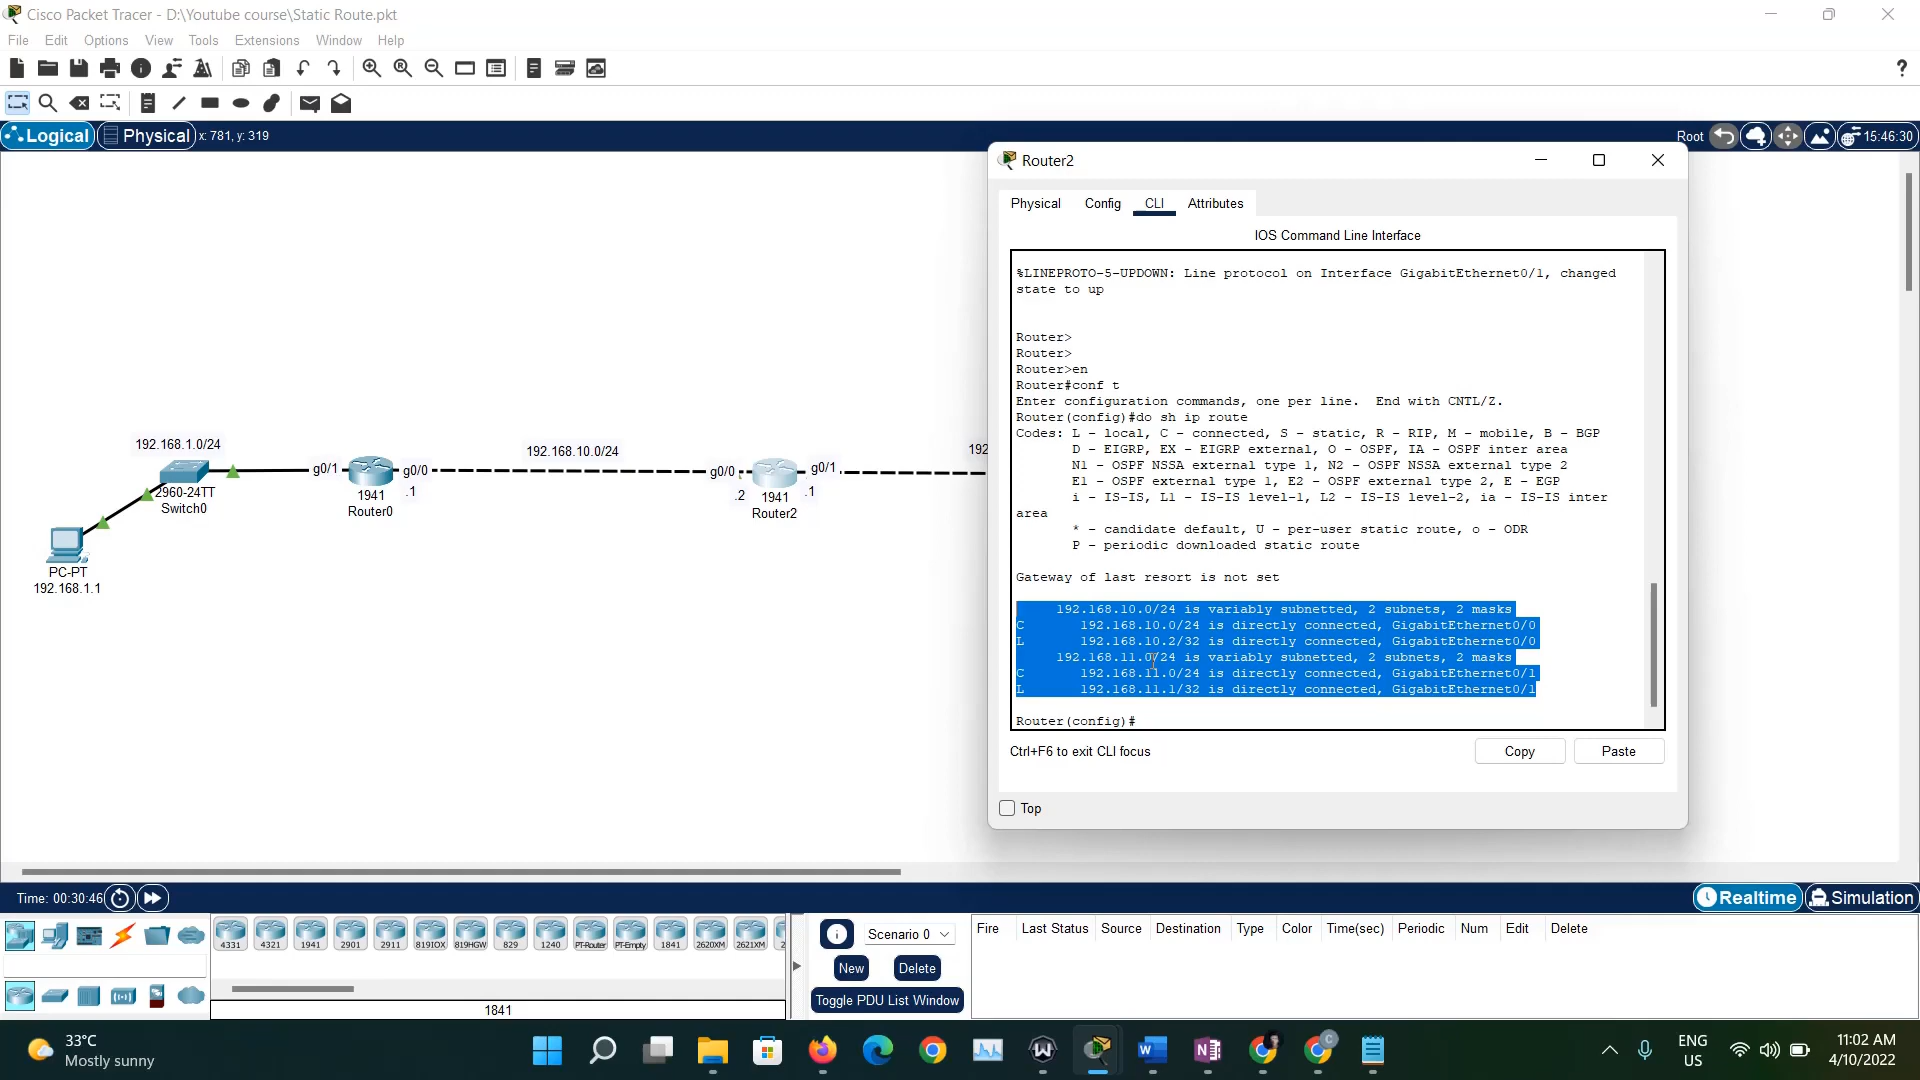 Cisco Packet Tracer - D:\Youtube course\Static Route.pkt
File Edit Options View Tools Extensions Window Help
?
Logical Physical x: 781, y: 319
Root 15:46:30
192.168.1.0/24
g0/1
2960-24TT
Switch0
PC-PT
192.168.1.1
g0/0
.1
1941
Router0
192.168.10.0/24
g0/0
.2
1941
Router2
g0/1
.1
192
Router2
Physical Config CLI Attributes
IOS Command Line Interface
%LINEPROTO-5-UPDOWN: Line protocol on Interface GigabitEthernet0/1, changed
state to up
Router>
Router>
Router>en
Router#conf t
Enter configuration commands, one per line.  End with CNTL/Z.
Router(config)#do sh ip route
Codes: L - local, C - connected, S - static, R - RIP, M - mobile, B - BGP
D - EIGRP, EX - EIGRP external, O - OSPF, IA - OSPF inter area
N1 - OSPF NSSA external type 1, N2 - OSPF NSSA external type 2
E1 - OSPF external type 1, E2 - OSPF external type 2, E - EGP
i - IS-IS, L1 - IS-IS level-1, L2 - IS-IS level-2, ia - IS-IS inter
area
* - candidate default, U - per-user static route, o - ODR
P - periodic downloaded static route
Gateway of last resort is not set
192.168.10.0/24 is variably subnetted, 2 subnets, 2 masks
C 192.168.10.0/24 is directly connected, GigabitEthernet0/0
L 192.168.10.2/32 is directly connected, GigabitEthernet0/0
192.168.11.0/24 is variably subnetted, 2 subnets, 2 masks
C 192.168.11.0/24 is directly connected, GigabitEthernet0/1
L 192.168.11.1/32 is directly connected, GigabitEthernet0/1
Router(config)#
Ctrl+F6 to exit CLI focus
Copy Paste
Top
Time: 00:30:46
Realtime Simulation
4331 4321 1941 2901 2911 819IOX 819HGW 829 1240 PT-Router PT-Empty 1841 2620XM 2621XM 2
1841
Scenario 0
New Delete
Toggle PDU List Window
Fire Last Status Source Destination Type Color Time(sec) Periodic Num Edit Delete
33°C
Mostly sunny
ENG
US
11:02 AM
4/10/2022